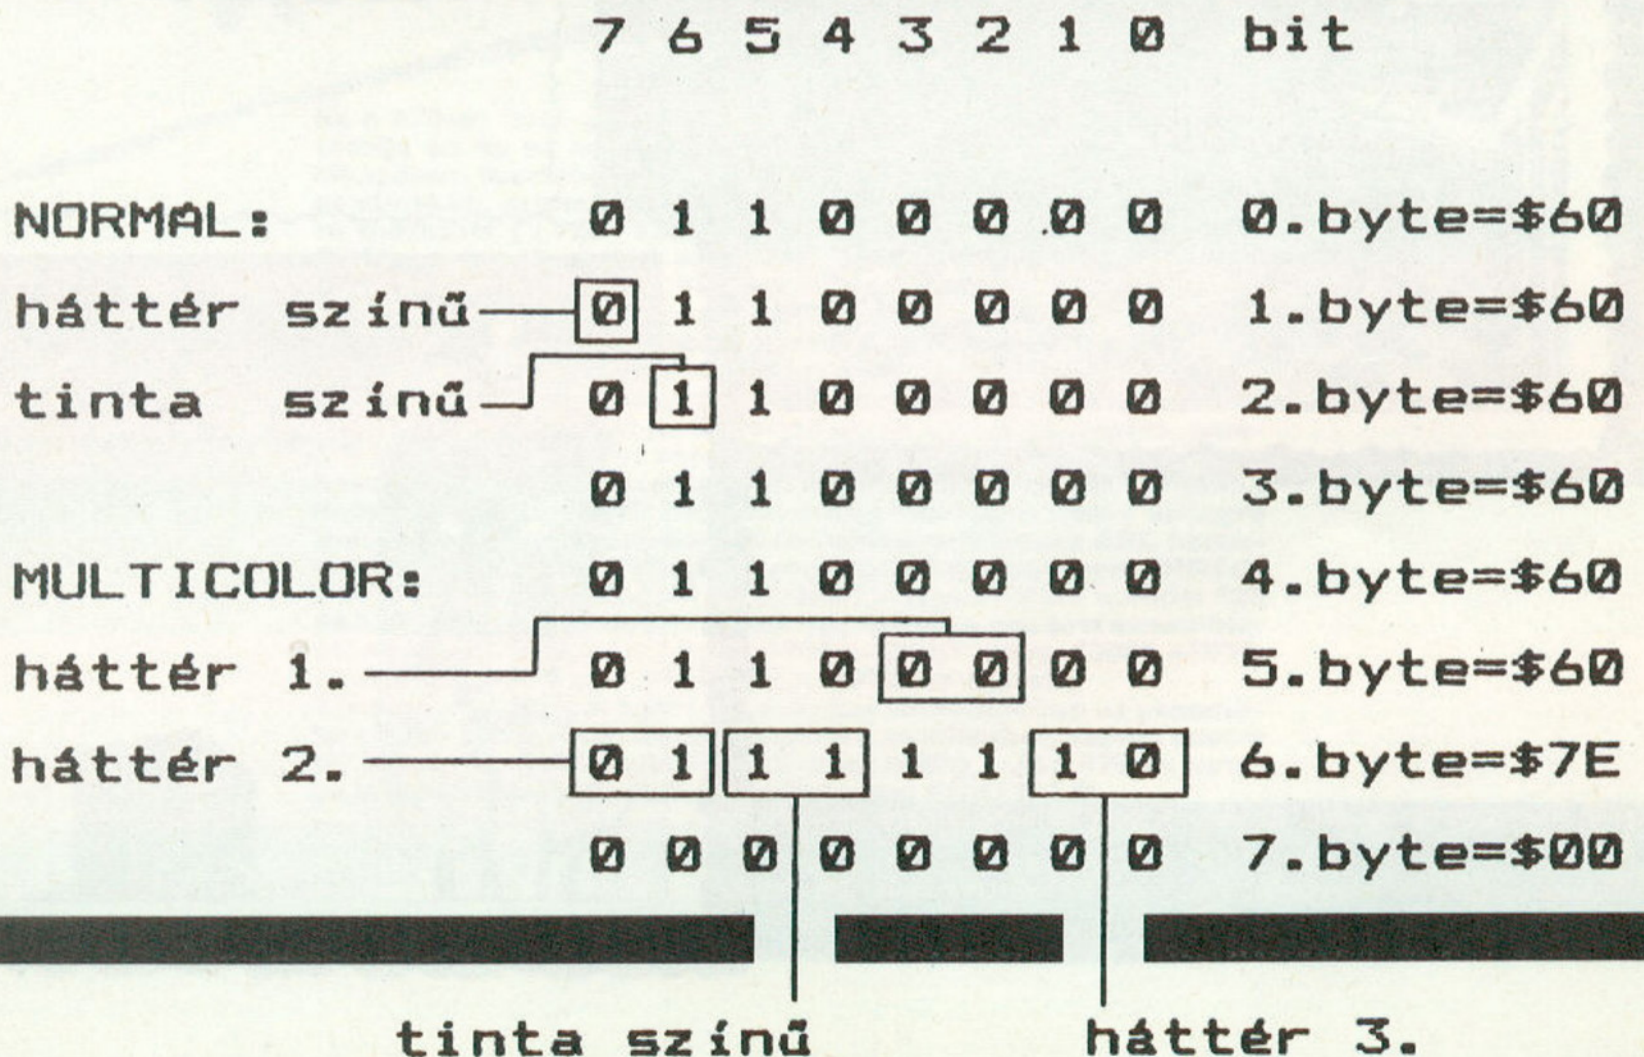 7 6 5 4 3 2 1 0 bit
NORMAL: 0 1 1 0 0 0 0 0 0.byte=$60
háttér színű 0 1 1 0 0 0 0 0 1.byte=$60
tinta színű 0 1 1 0 0 0 0 0 2.byte=$60
0 1 1 0 0 0 0 0 3.byte=$60
MULTICOLOR: 0 1 1 0 0 0 0 0 4.byte=$60
háttér 1. 0 1 1 0 0 0 0 0 5.byte=$60
háttér 2. 0 1 1 1 1 1 1 0 6.byte=$7E
0 0 0 0 0 0 0 0 7.byte=$00
tinta színű háttér 3.